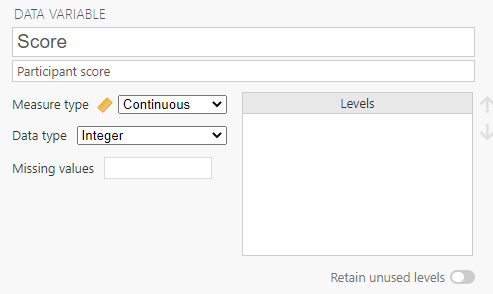 DATA VARIABLE
Score
Participant score
Measure type Continuous
Levels
Data type Integer
Missing values
Retain unused levels